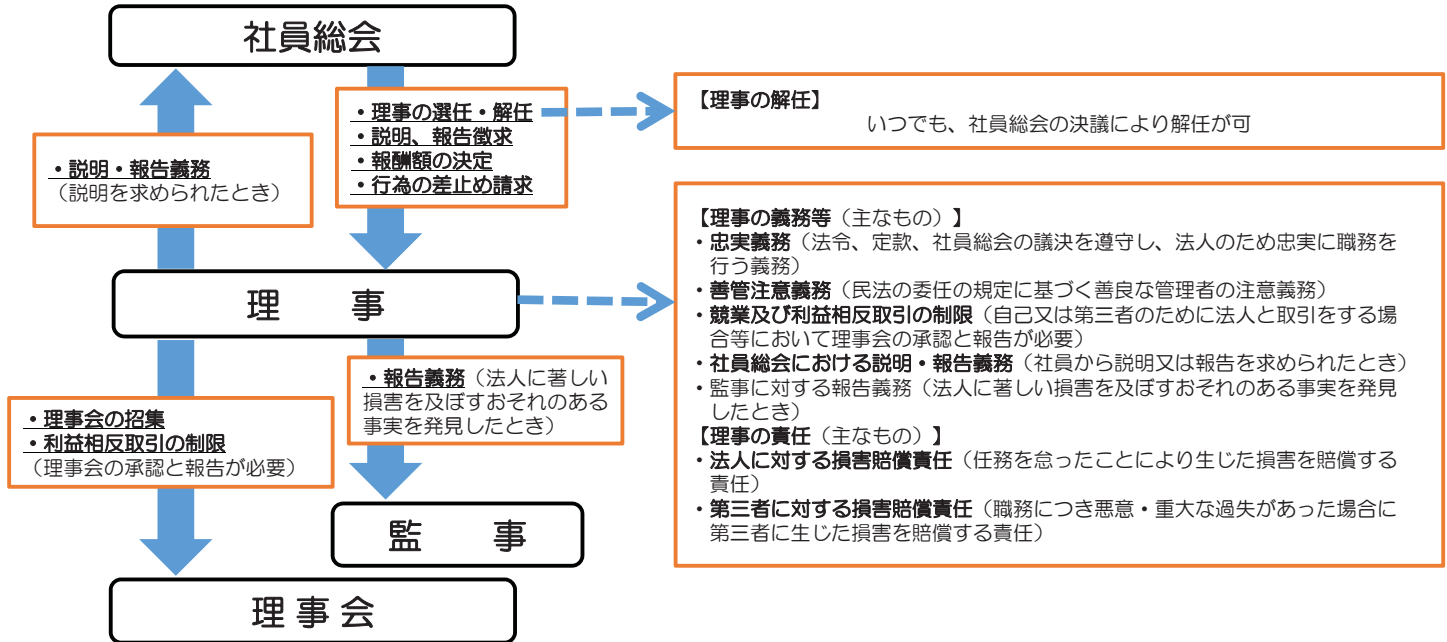 社員総会
・理事の選任・解任
・説明、報告徴求
・報酬額の決定
・行為の差止め請求
【理事の解任】
いつでも、社員総会の決議により解任が可
・説明・報告義務
（説明を求められたとき）
理　事
【理事の義務等（主なもの）】
・忠実義務（法令、定款、社員総会の議決を遵守し、法人のため忠実に職務を
行う義務）
・善管注意義務（民法の委任の規定に基づく善良な管理者の注意義務）
・競業及び利益相反取引の制限（自己又は第三者のために法人と取引をする場
合等において理事会の承認と報告が必要）
・社員総会における説明・報告義務（社員から説明又は報告を求められたとき）
・監事に対する報告義務（法人に著しい損害を及ぼすおそれのある事実を発見
したとき）
【理事の責任（主なもの）】
・法人に対する損害賠償責任（任務を怠ったことにより生じた損害を賠償する
責任）
・第三者に対する損害賠償責任（職務につき悪意・重大な過失があった場合に
第三者に生じた損害を賠償する責任）
・報告義務（法人に著しい
損害を及ぼすおそれのある
事実を発見したとき）
・理事会の招集
・利益相反取引の制限
（理事会の承認と報告が必要）
監　事
理事会